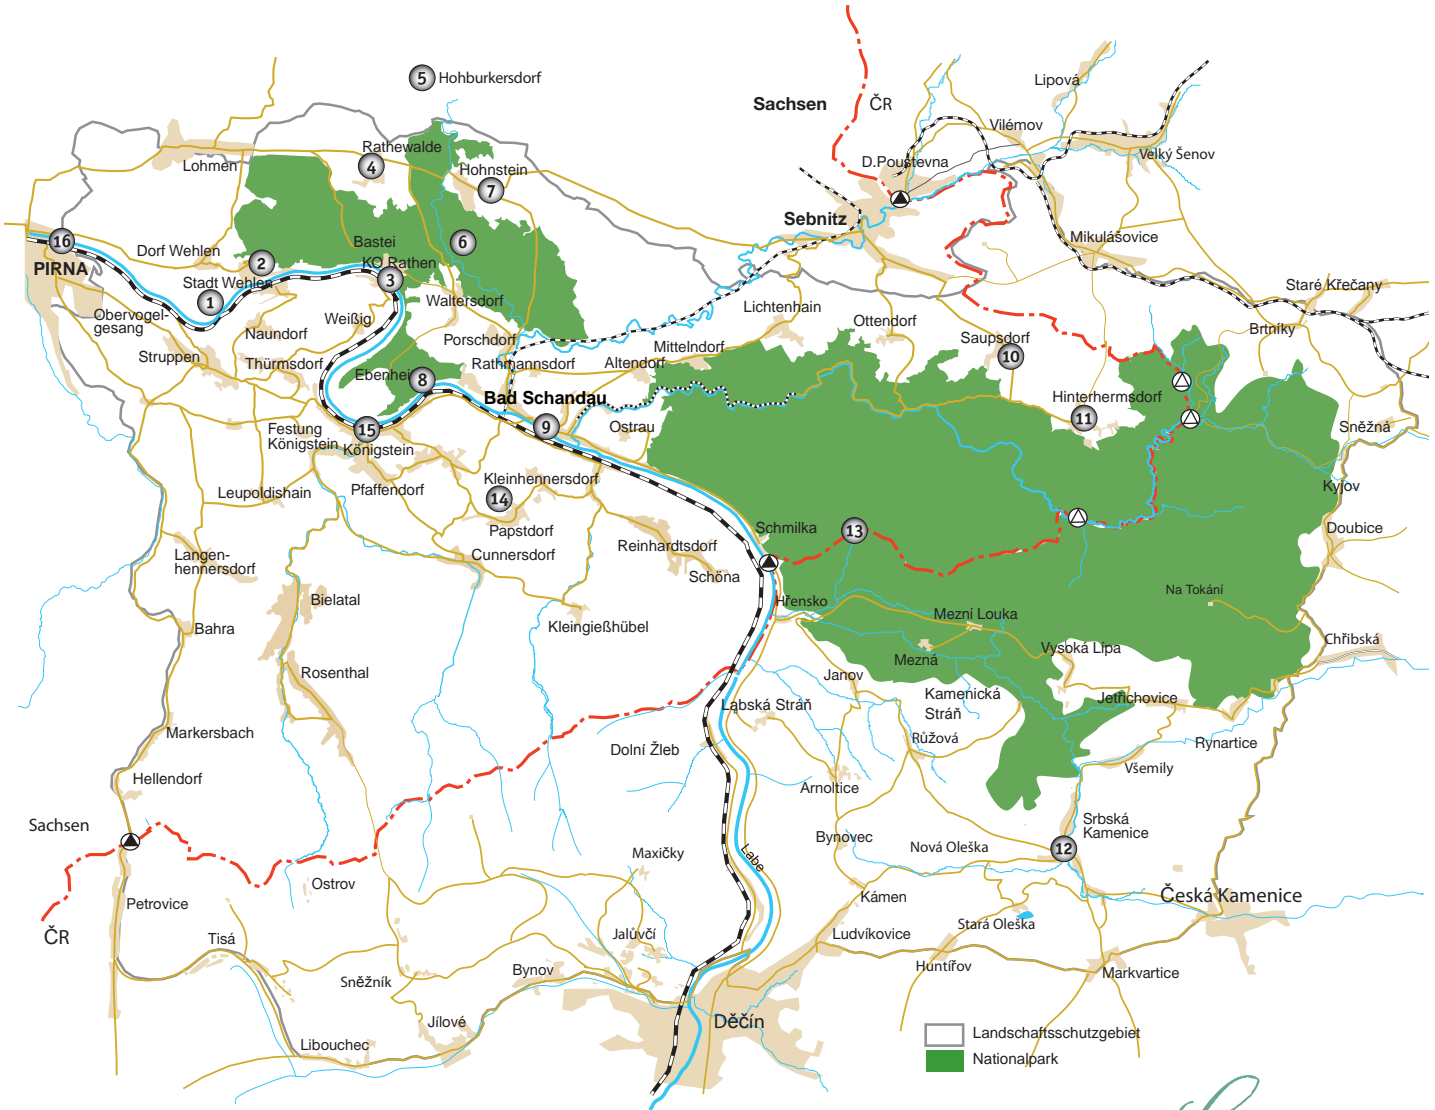 5 Hohburkersdorf
Lipová
Sachsen
ČR
Vilémov
Velký Šenov
Rathewalde
4
Lohmen
Hohnstein
7
D.Poustevna
Sebnitz
16
PIRNA
Dorf Wehlen
2
Bastei
6
KO Rathen
3
Mikulášovice
Stadt Wehlen
1
Waltersdorf
Staré Křečany
Obervogel-
gesang
Weißig
Lichtenhain
Ottendorf
Brtníky
Naundorf
Struppen
Porschdorf
Mittelndorf
Saupsdorf
10
Thürmsdorf
Rathmannsdorf
Altendorf
Ebenheit
8
Bad Schandau
9
Hinterhermsdorf
11
Festung
Königstein
15
Königstein
Ostrau
Sněžná
Leupoldishain
Pfaffendorf
Kleinhennersdorf
14
Kyjov
Papstdorf
Schmilka
13
Doubice
Langen-
hennersdorf
Cunnersdorf
Reinhardtsdorf
Schöna
Bielatal
Hřensko
Na Tokání
Bahra
Kleingießhübel
Mezní Louka
Chřibská
Rosenthal
Mezná
Vysoká Lípa
Janov
Kamenická
Stráň
Jetřichovice
Labská Stráň
Markersbach
Dolní Žleb
Růžová
Rynartice
Hellendorf
Arnoltice
Všemily
Sachsen
Bynovec
Srbská
Kamenice
Nová Oleška
12
Maxičky
Labe
Ostrov
Petrovice
Kámen
Česká Kamenice
ČR
Tisá
Jalůvčí
Ludvíkovice
Stará Oleška
Sněžník
Bynov
Huntířov
Markvartice
Jílové
Děčín
Libouchec
Landschaftsschutzgebiet
Nationalpark